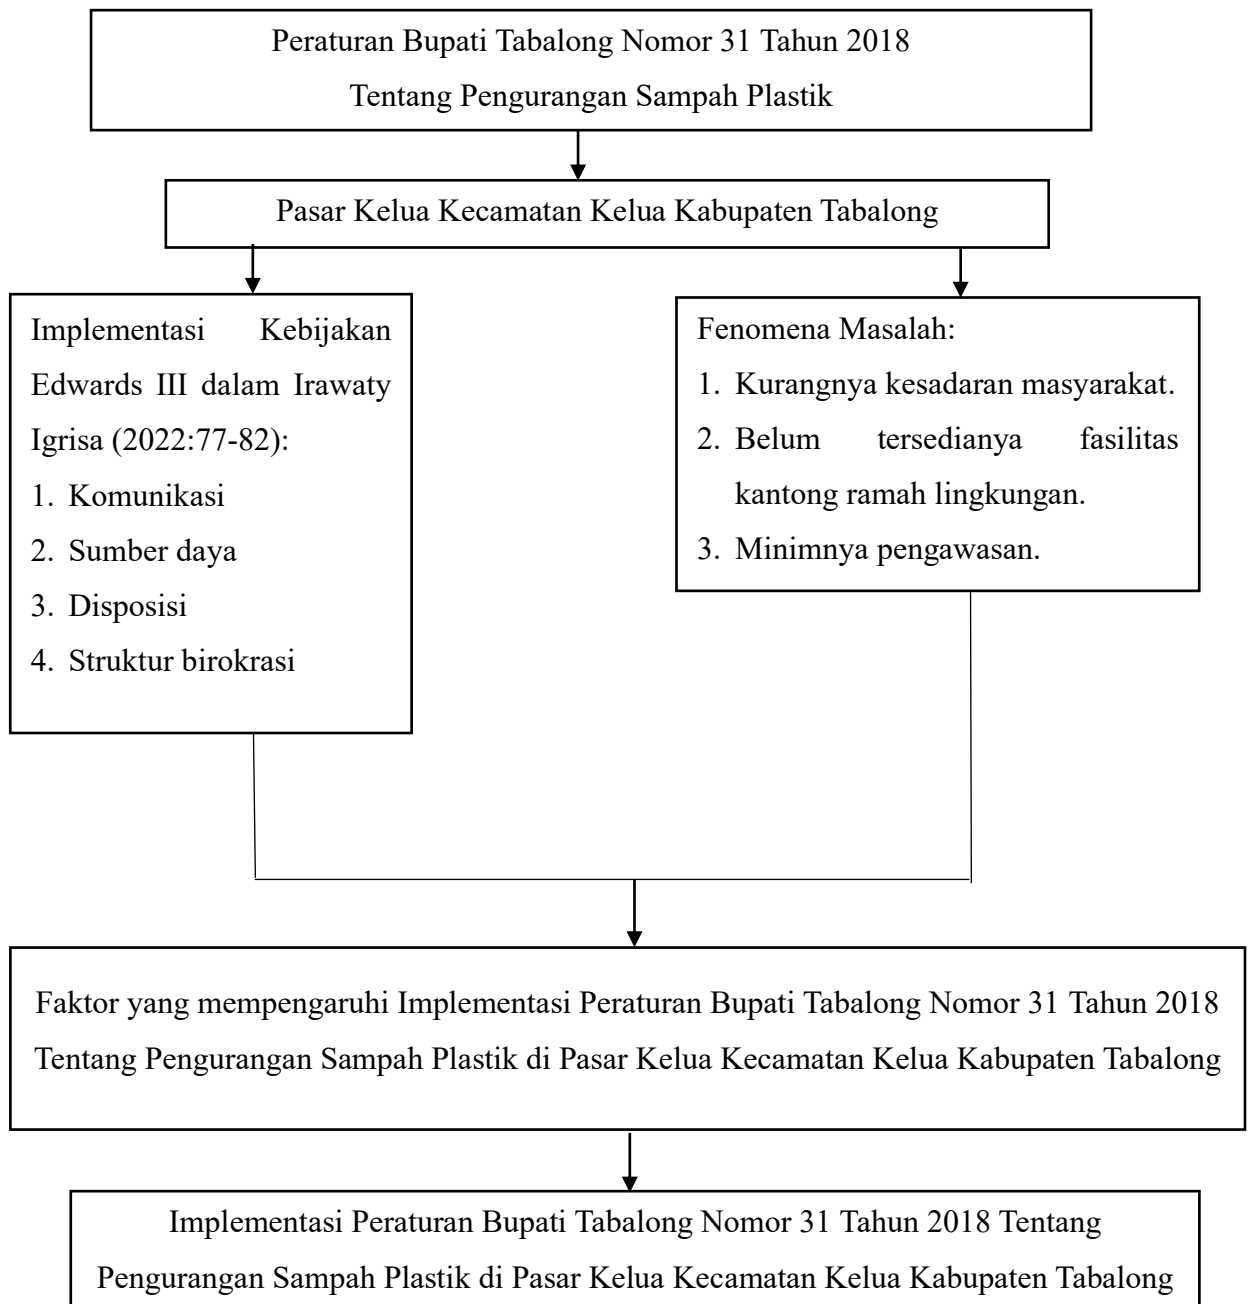 Peraturan Bupati Tabalong Nomor 31 Tahun 2018
Tentang Pengurangan Sampah Plastik
Pasar Kelua Kecamatan Kelua Kabupaten Tabalong
Implementasi Kebijakan
Edwards III dalam Irawaty
Igrisa (2022:77-82):
1. Komunikasi
2. Sumber daya
3. Disposisi
4. Struktur birokrasi
Fenomena Masalah:
1. Kurangnya kesadaran masyarakat.
2. Belum tersedianya fasilitas
kantong ramah lingkungan.
3. Minimnya pengawasan.
Faktor yang mempengaruhi Implementasi Peraturan Bupati Tabalong Nomor 31 Tahun 2018
Tentang Pengurangan Sampah Plastik di Pasar Kelua Kecamatan Kelua Kabupaten Tabalong
Implementasi Peraturan Bupati Tabalong Nomor 31 Tahun 2018 Tentang
Pengurangan Sampah Plastik di Pasar Kelua Kecamatan Kelua Kabupaten Tabalong